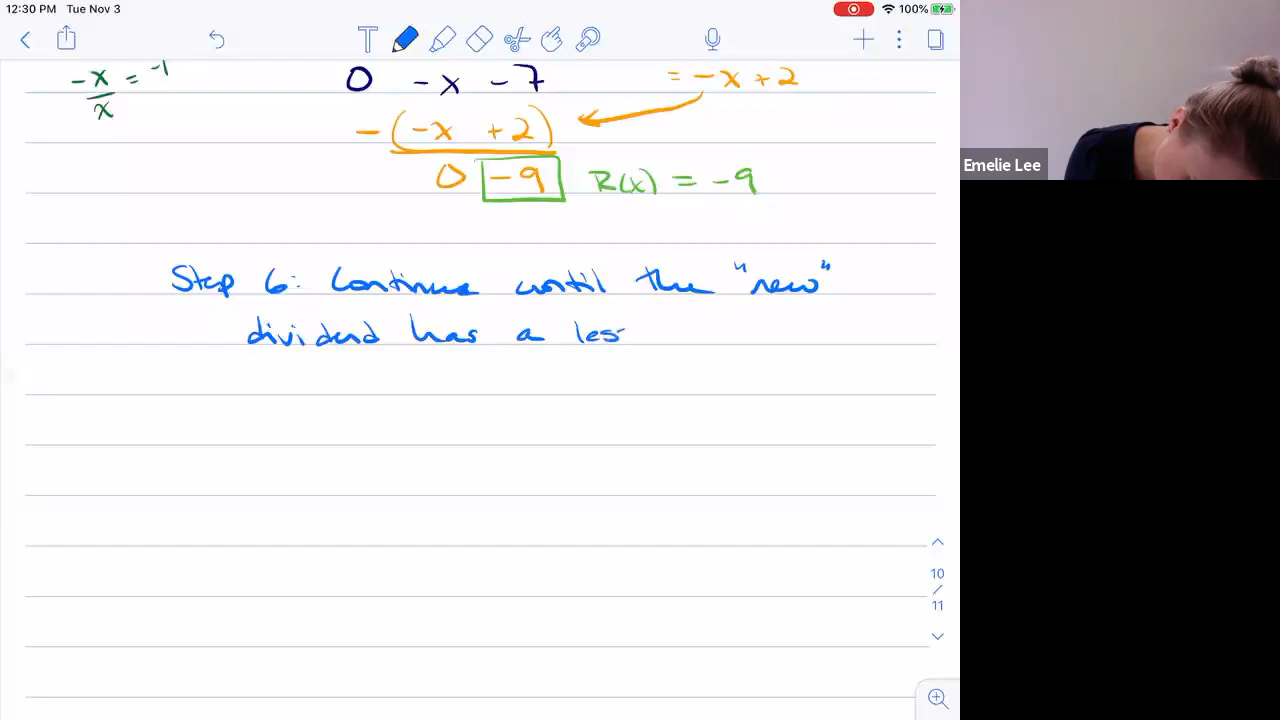 12:30 PM Tue Nov 3
100%
T
-x/x = -1
0 -x -7
= -x + 2
-(-x +2)
0 -9 R(x) = -9
Emelie Lee
Step 6: Continue until the "new"
dividend has a les
10
/
11